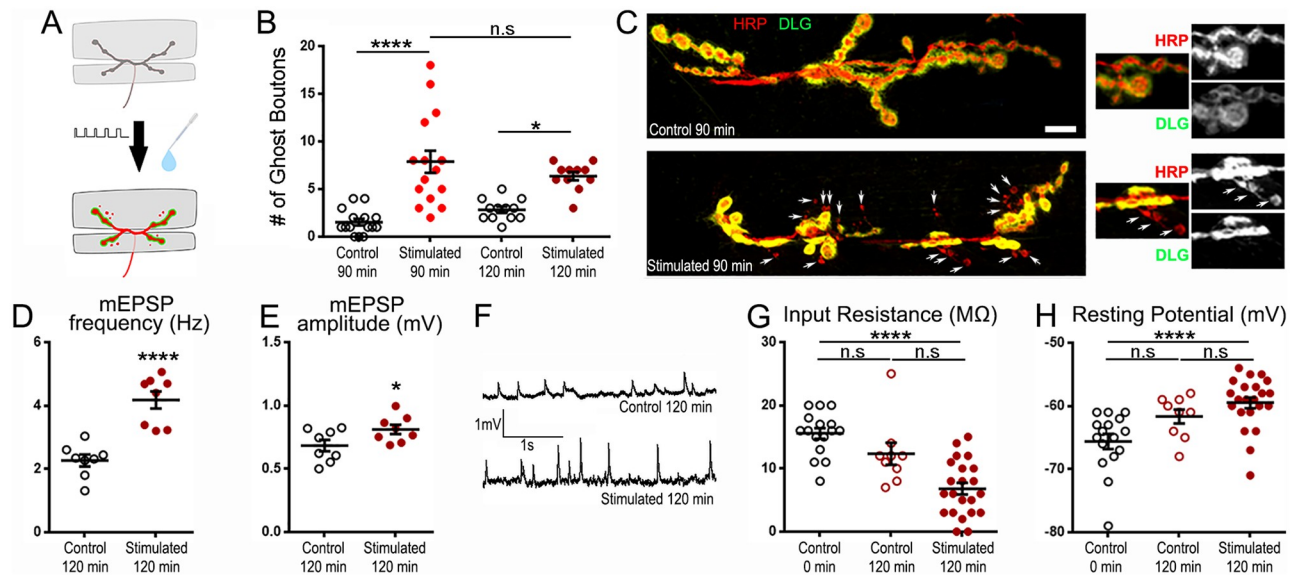 A
B
# of Ghost Boutons
20
15
10
5
0
****
n.s
*
Control
90 min
Stimulated
90 min
Control
120 min
Stimulated
120 min
C
HRP DLG
Control 90 min
Stimulated 90 min
HRP
DLG
HRP
DLG
D
mEPSP
frequency (Hz)
6
4
2
0
****
Control
120 min
Stimulated
120 min
E
mEPSP
amplitude (mV)
1.5
1.0
0.5
0.0
*
Control
120 min
Stimulated
120 min
F
Control 120 min
1mV
1s
Stimulated 120 min
G
Input Resistance (MΩ)
30
20
10
0
****
n.s
n.s
Control
0 min
Control
120 min
Stimulated
120 min
H
Resting Potential (mV)
-50
-60
-70
-80
****
n.s
n.s
Control
0 min
Control
120 min
Stimulated
120 min